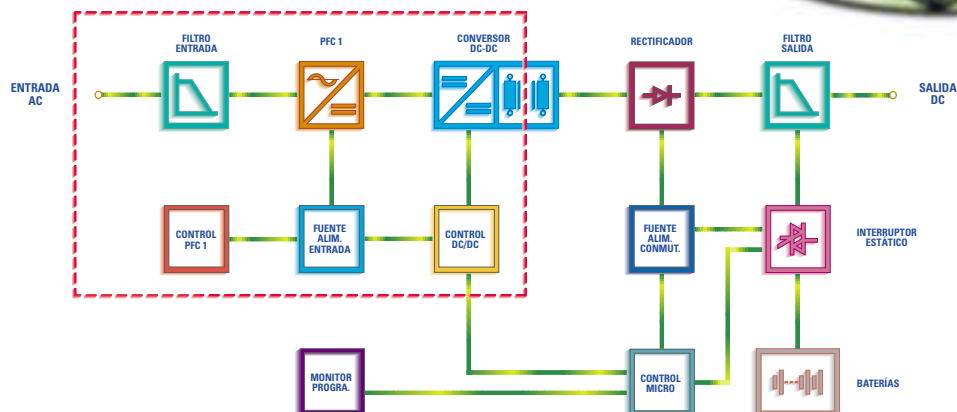 FILTRO
ENTRADA
PFC 1
CONVERSOR
DC-DC
RECTIFICADOR
FILTRO
SALIDA
ENTRADA
AC
SALIDA
DC
CONTROL
PFC 1
FUENTE
ALIM.
ENTRADA
CONTROL
DC/DC
FUENTE
ALIM.
CONMUT.
INTERRUPTOR
ESTÁTICO
MONITOR
PROGRA.
CONTROL
MICRO
BATERÍAS